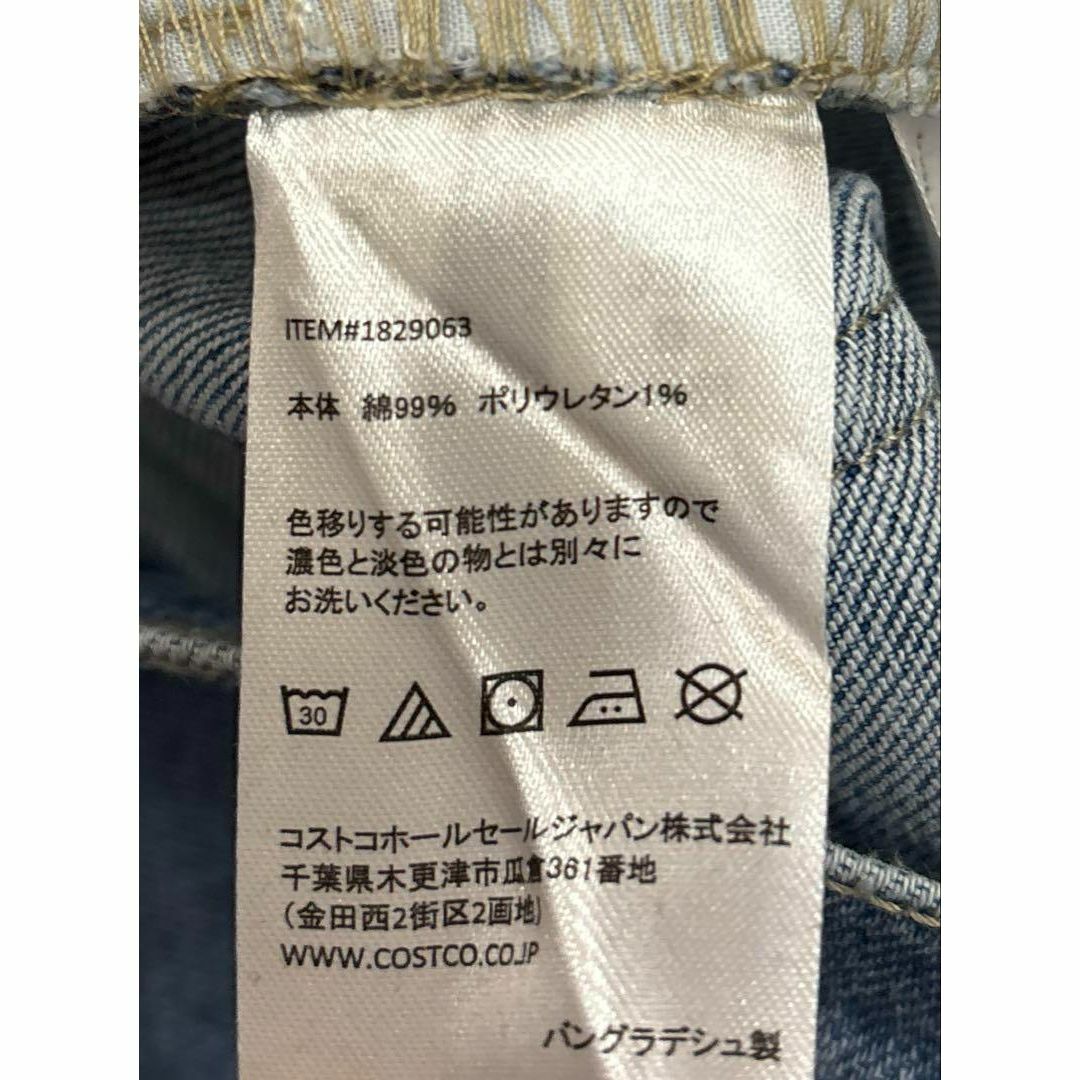 ITEM#1829063
本体 綿99% ポリウレタン1%
色移りする可能性がありますので
濃色と淡色の物とは別々に
お洗いください。
30
コストコホールセールジャパン株式会社
千葉県木更津市瓜倉361番地
(金田西2街区2画地)
WWW.COSTCO.CO.JP
バングラデシュ製